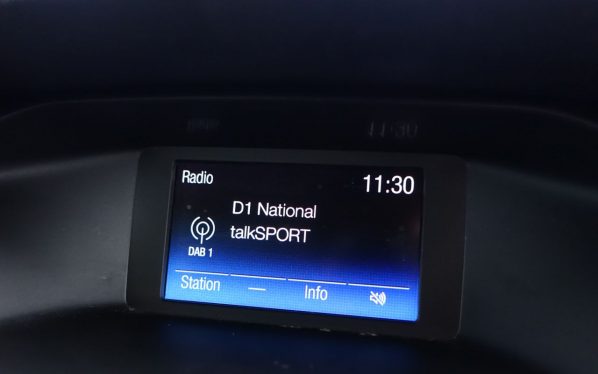 Radio 11:30
D1 National
talkSPORT
DAB 1
Station — Info